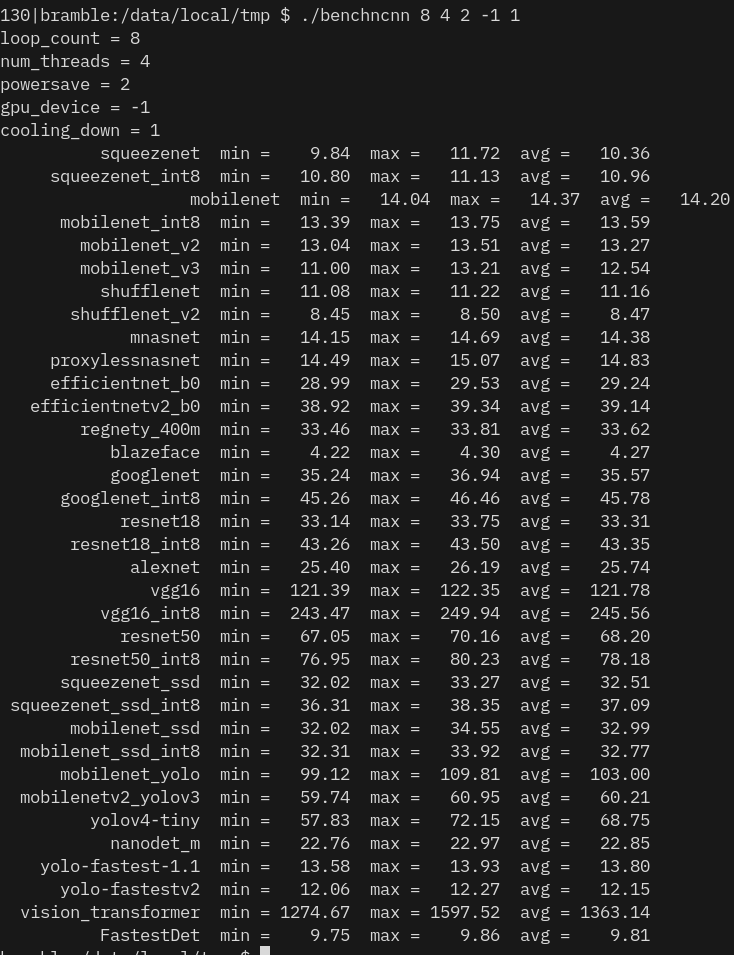 130|bramble:/data/local/tmp $ ./benchncnn 8 4 2 -1 1
loop_count = 8
num_threads = 4
powersave = 2
gpu_device = -1
cooling_down = 1
squeezenet min = 9.84 max = 11.72 avg = 10.36
squeezenet_int8 min = 10.80 max = 11.13 avg = 10.96
mobilenet min = 14.04 max = 14.37 avg = 14.20
mobilenet_int8 min = 13.39 max = 13.75 avg = 13.59
mobilenet_v2 min = 13.04 max = 13.51 avg = 13.27
mobilenet_v3 min = 11.00 max = 13.21 avg = 12.54
shufflenet min = 11.08 max = 11.22 avg = 11.16
shufflenet_v2 min = 8.45 max = 8.50 avg = 8.47
mnasnet min = 14.15 max = 14.69 avg = 14.38
proxylessnasnet min = 14.49 max = 15.07 avg = 14.83
efficientnet_b0 min = 28.99 max = 29.53 avg = 29.24
efficientnetv2_b0 min = 38.92 max = 39.34 avg = 39.14
regnety_400m min = 33.46 max = 33.81 avg = 33.62
blazeface min = 4.22 max = 4.30 avg = 4.27
googlenet min = 35.24 max = 36.94 avg = 35.57
googlenet_int8 min = 45.26 max = 46.46 avg = 45.78
resnet18 min = 33.14 max = 33.75 avg = 33.31
resnet18_int8 min = 43.26 max = 43.50 avg = 43.35
alexnet min = 25.40 max = 26.19 avg = 25.74
vgg16 min = 121.39 max = 122.35 avg = 121.78
vgg16_int8 min = 243.47 max = 249.94 avg = 245.56
resnet50 min = 67.05 max = 70.16 avg = 68.20
resnet50_int8 min = 76.95 max = 80.23 avg = 78.18
squeezenet_ssd min = 32.02 max = 33.27 avg = 32.51
squeezenet_ssd_int8 min = 36.31 max = 38.35 avg = 37.09
mobilenet_ssd min = 32.02 max = 34.55 avg = 32.99
mobilenet_ssd_int8 min = 32.31 max = 33.92 avg = 32.77
mobilenet_yolo min = 99.12 max = 109.81 avg = 103.00
mobilenetv2_yolov3 min = 59.74 max = 60.95 avg = 60.21
yolov4-tiny min = 57.83 max = 72.15 avg = 68.75
nanodet_m min = 22.76 max = 22.97 avg = 22.85
yolo-fastest-1.1 min = 13.58 max = 13.93 avg = 13.80
yolo-fastestv2 min = 12.06 max = 12.27 avg = 12.15
vision_transformer min = 1274.67 max = 1597.52 avg = 1363.14
FastestDet min = 9.75 max = 9.86 avg = 9.81